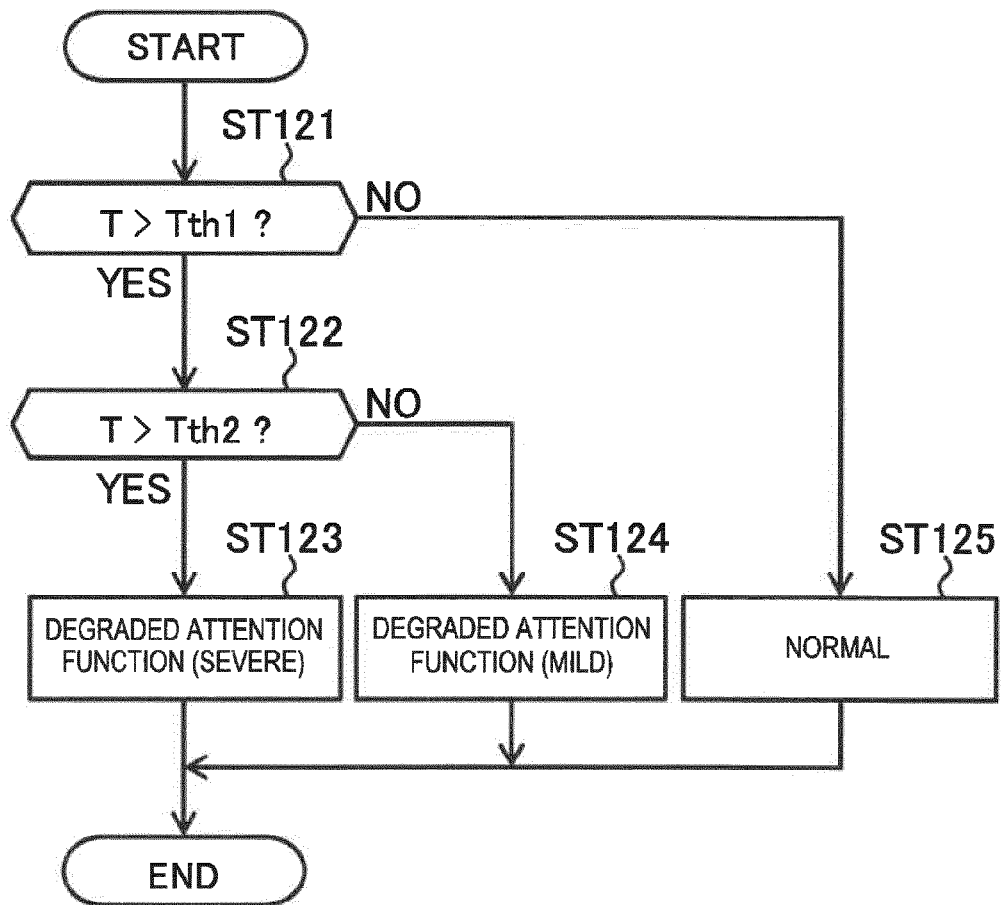 START
ST121
T > Tth1 ?
NO
YES
ST122
T > Tth2 ?
NO
YES
ST123
ST124
ST125
DEGRADED ATTENTION
FUNCTION (SEVERE)
DEGRADED ATTENTION
FUNCTION (MILD)
NORMAL
END